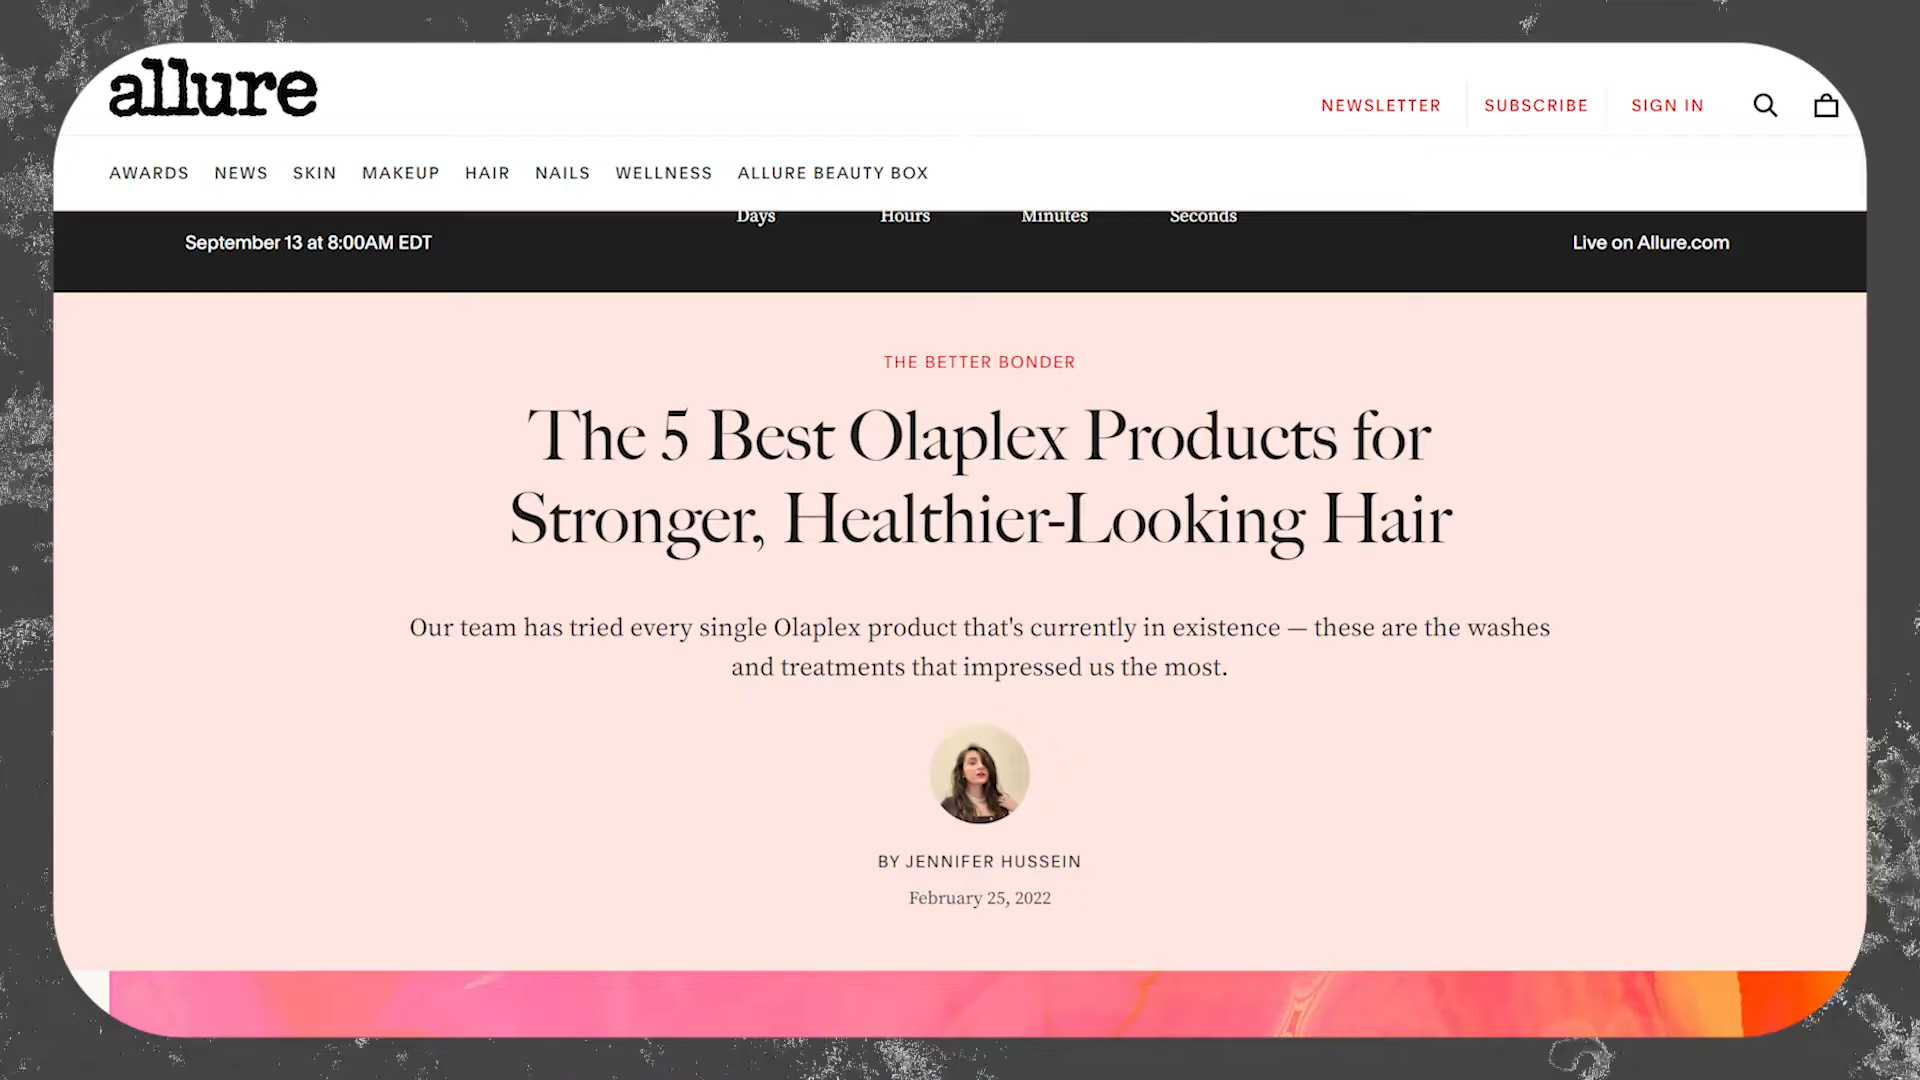 allure
NEWSLETTER SUBSCRIBE SIGN IN
AWARDS NEWS SKIN MAKEUP HAIR NAILS WELLNESS ALLURE BEAUTY BOX
Days Hours Minutes Seconds
September 13 at 8:00AM EDT Live on Allure.com
THE BETTER BONDER
The 5 Best Olaplex Products for
Stronger, Healthier-Looking Hair
Our team has tried every single Olaplex product that's currently in existence — these are the washes
and treatments that impressed us the most.
BY JENNIFER HUSSEIN
February 25, 2022